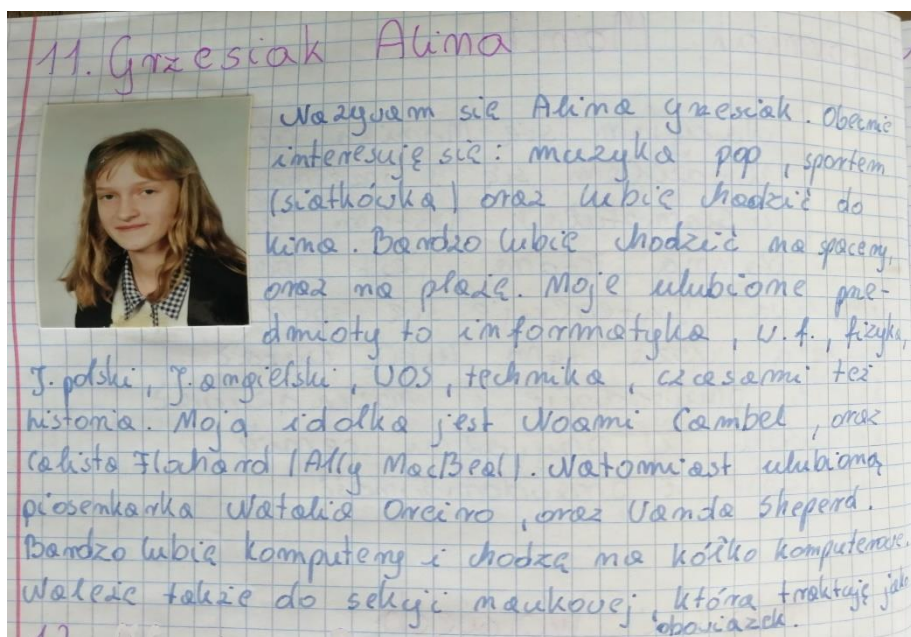 11. Grzesiak Alina
Nazywam się Alina Grzesiak. Obecnie
interesuję się: muzyką pop, sportem
(siatkówką) oraz lubię chodzić do
kina. Bardzo lubię chodzić na spacery,
oraz na plażę. Moje ulubione prze-
dmioty to informatyka, w.f., fizyka,
J. polski, J. angielski, WOS, technika, czasami też
historia. Moją idolką jest Noami Cambel, oraz
Calista Flochard (Ally MacBeal). Natomiast ulubioną
piosenkarka Natalia Oreiro, oraz Vanda Sheperd.
Bardzo lubię komputery i chodzę na kółko komputerowe.
Należę także do sekcji naukowej, którą traktuję jako
obowiązek.